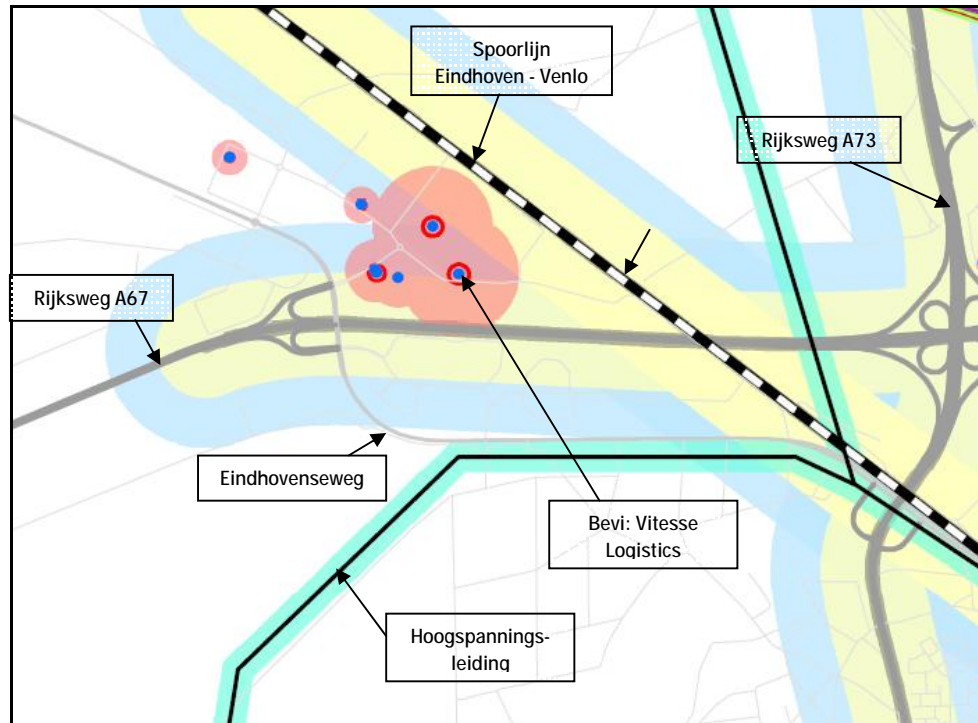 Spoorlijn
Eindhoven - Venlo
Rijksweg A73
Rijksweg A67
Eindhovenseweg
Bevi: Vitesse
Logistics
Hoogspannings-
leiding